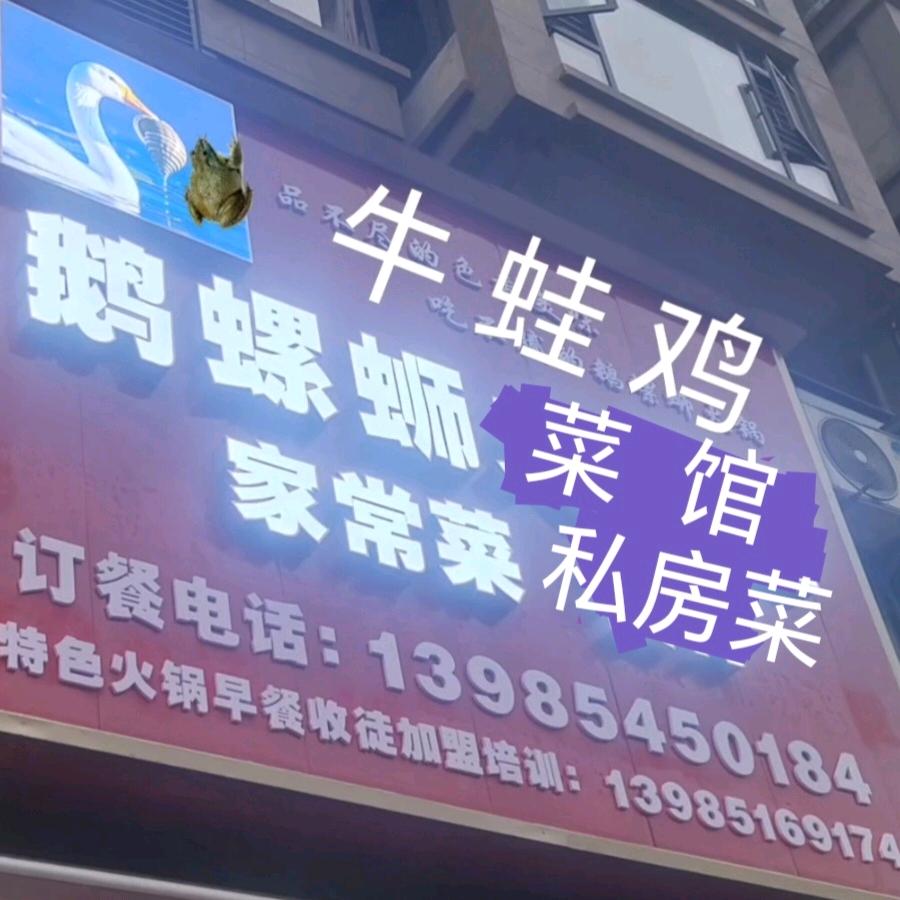 品不尽的色
吃不
牛蛙鸡
鹅螺蛳
菜馆
家常菜
私房菜
订餐电话：13985450184
特色火锅早餐收徒加盟培训：13985169174